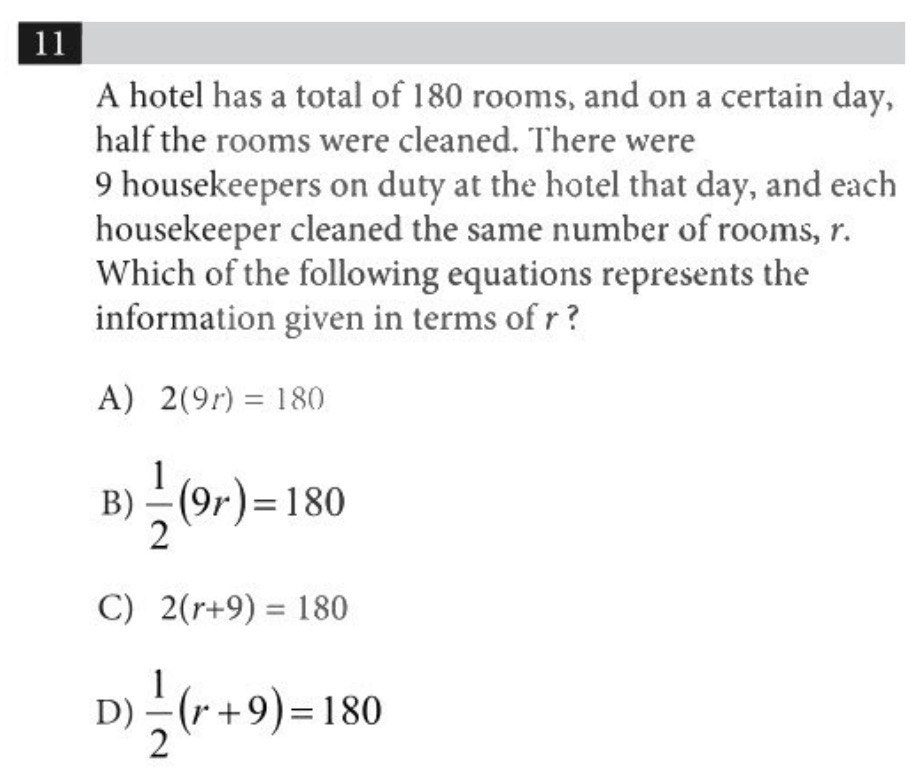 11
A hotel has a total of 180 rooms, and on a certain day,
half the rooms were cleaned. There were
9 housekeepers on duty at the hotel that day, and each
housekeeper cleaned the same number of rooms, r.
Which of the following equations represents the
information given in terms of r ?
A) 2(9r) = 180
B) 1/2 (9r) = 180
C) 2(r+9) = 180
D) 1/2 (r + 9) = 180